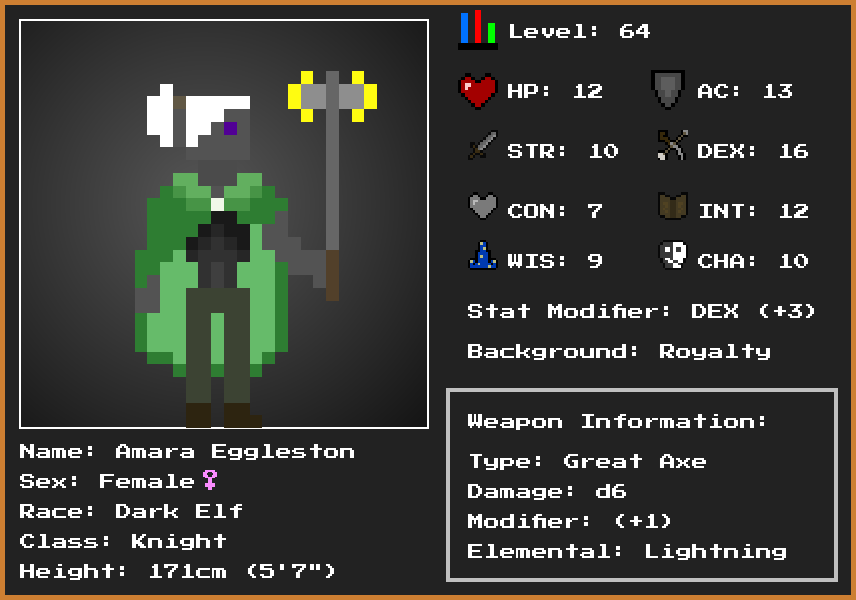 Level: 64
HP: 12 AC: 13
STR: 10 DEX: 16
CON: 7 INT: 12
WIS: 9 CHA: 10
Stat Modifier: DEX (+3)
Background: Royalty
Weapon Information:
Type: Great Axe
Damage: d6
Modifier: (+1)
Elemental: Lightning
Name: Amara Eggleston
Sex: Female♀
Race: Dark Elf
Class: Knight
Height: 171cm (5'7")